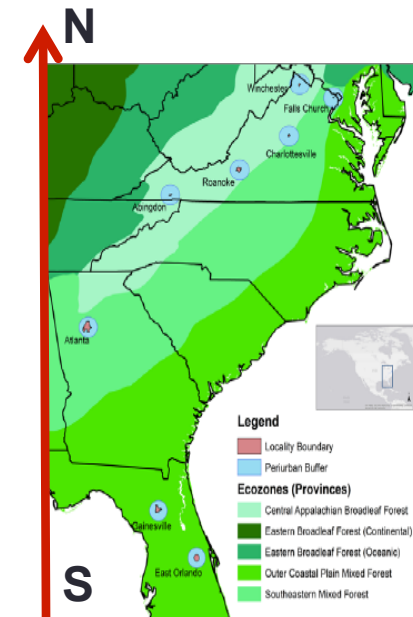 N
Winchester
Falls Church
Charlottesville
Roanoke
Abingdon
Atlanta
Gainesville
East Orlando
S
Legend
Locality Boundary
Periurban Buffer
Ecozones (Provinces)
Central Appalachian Broadleaf Forest
Eastern Broadleaf Forest (Continental)
Eastern Broadleaf Forest (Oceanic)
Outer Coastal Plain Mixed Forest
Southeastern Mixed Forest